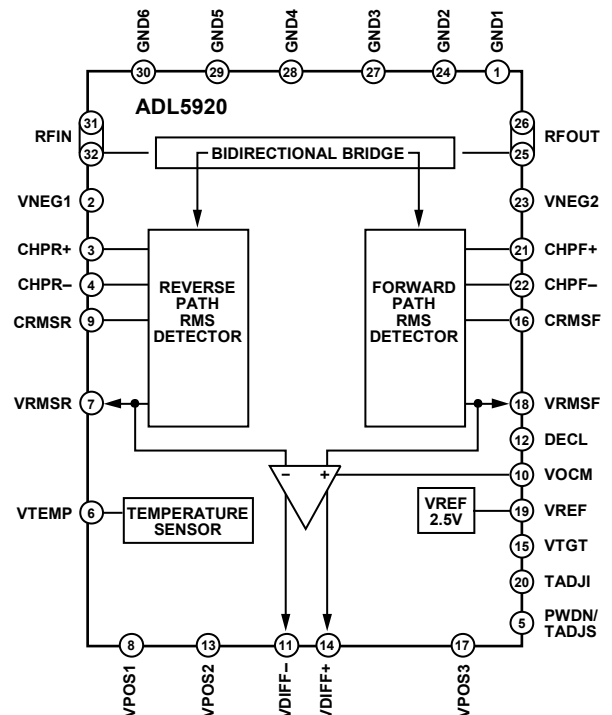 GND6 GND5 GND4 GND3 GND2 GND1
30 29 28 27 24 1
ADL5920
31 26
RFIN RFOUT
32 BIDIRECTIONAL BRIDGE 25
VNEG1 2 23 VNEG2
CHPR+ 3 21 CHPF+
CHPR– 4 22 CHPF–
REVERSE
PATH
RMS
DETECTOR
FORWARD
PATH
RMS
DETECTOR
CRMSR 9 16 CRMSF
VRMSR 7 18 VRMSF
12 DECL
– +
10 VOCM
VTEMP 6
TEMPERATURE
SENSOR
VREF
2.5V
19 VREF
15 VTGT
20 TADJI
5 PWDN/
TADJS
8 13 11 14 17
VPOS1 VPOS2 VDIFF– VDIFF+ VPOS3